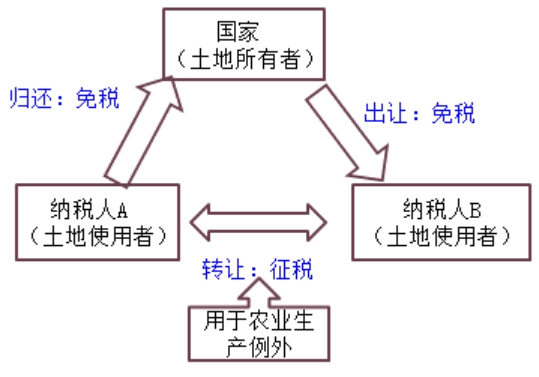 国家
（土地所有者）
归还：免税
出让：免税
纳税人A
（土地使用者）
纳税人B
（土地使用者）
转让：征税
用于农业生
产例外